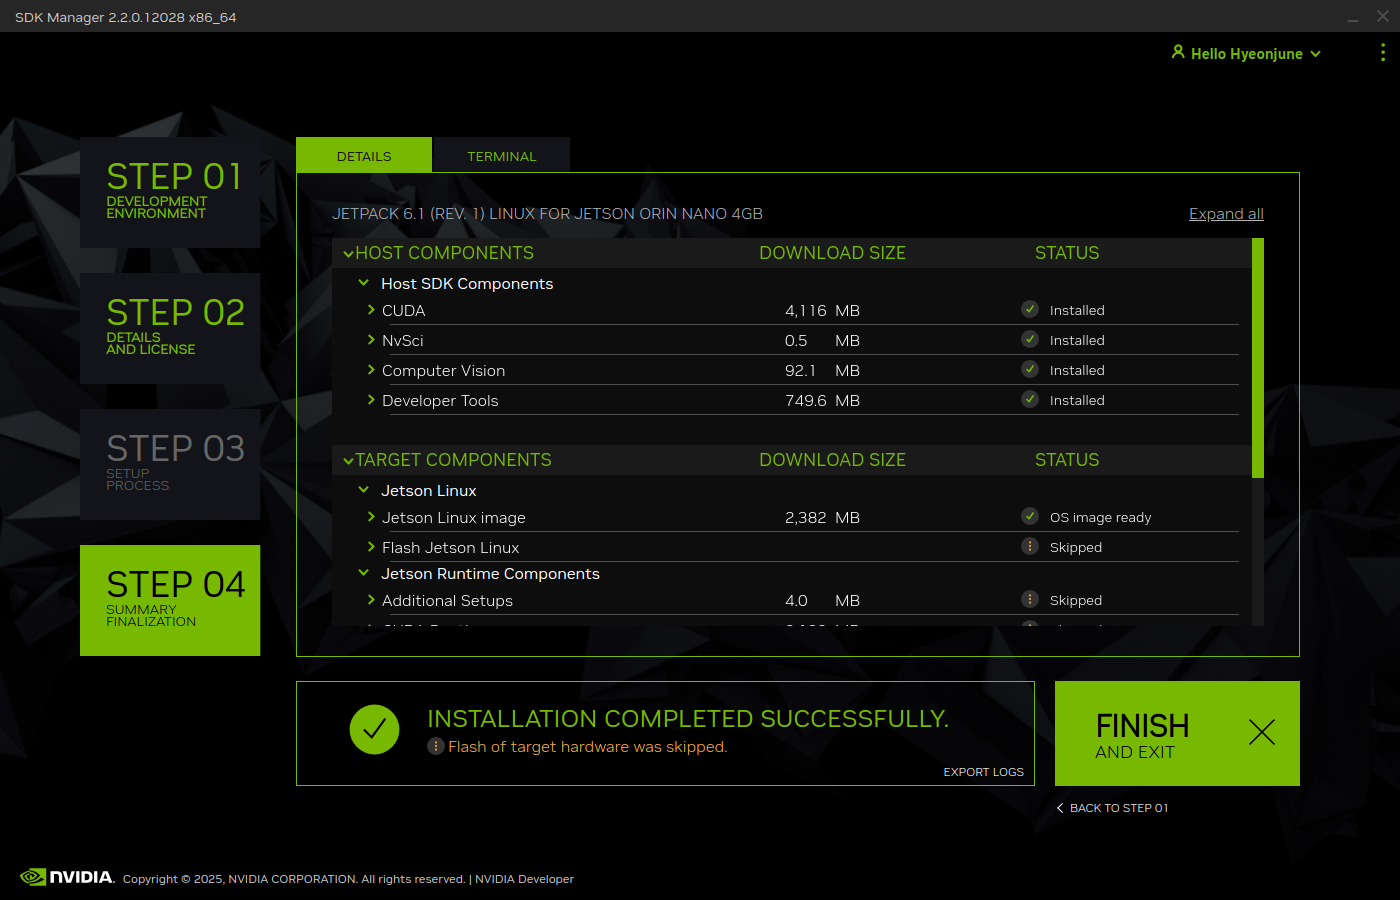 SDK Manager 2.2.0.12028 x86_64
Hello Hyeonjune
STEP 01
DEVELOPMENT
ENVIRONMENT
STEP 02
DETAILS
AND LICENSE
STEP 03
SETUP
PROCESS
STEP 04
SUMMARY
FINALIZATION
DETAILS TERMINAL
JETPACK 6.1 (REV. 1) LINUX FOR JETSON ORIN NANO 4GB Expand all
HOST COMPONENTS DOWNLOAD SIZE STATUS
Host SDK Components
CUDA 4,116 MB Installed
NvSci 0.5 MB Installed
Computer Vision 92.1 MB Installed
Developer Tools 749.6 MB Installed
TARGET COMPONENTS DOWNLOAD SIZE STATUS
Jetson Linux
Jetson Linux image 2,382 MB OS image ready
Flash Jetson Linux Skipped
Jetson Runtime Components
Additional Setups 4.0 MB Skipped
INSTALLATION COMPLETED SUCCESSFULLY.
Flash of target hardware was skipped.
EXPORT LOGS
FINISH
AND EXIT
BACK TO STEP 01
NVIDIA. Copyright © 2025, NVIDIA CORPORATION. All rights reserved. | NVIDIA Developer